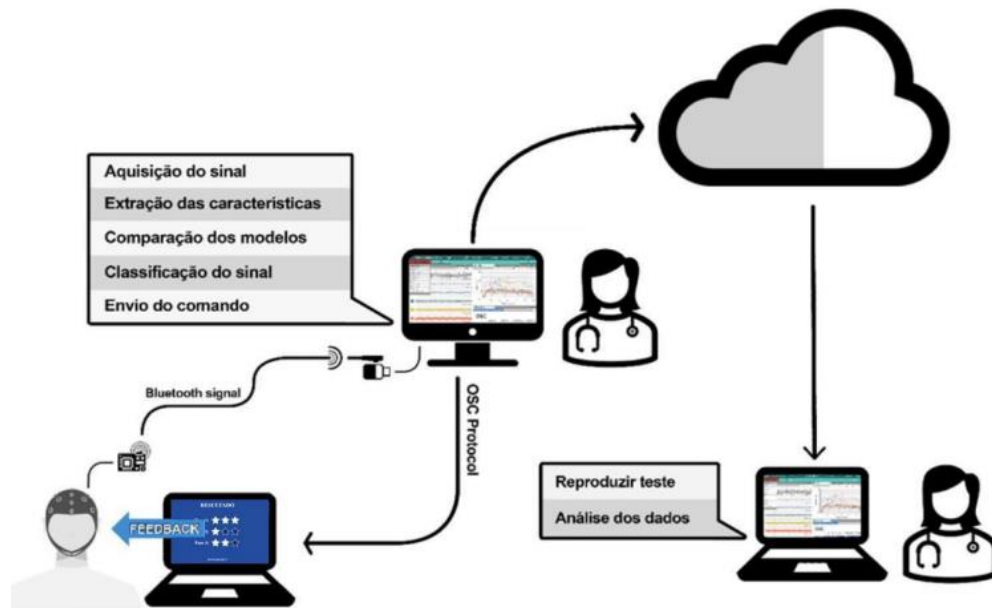 Aquisição do sinal
Extração das caracteristicas
Comparação dos modelos
Classificação do sinal
Envio do comando
Bluetooth signal
OSC Protocol
RESULTADO
FEEDBACK
Reproduzir teste
Análise dos dados